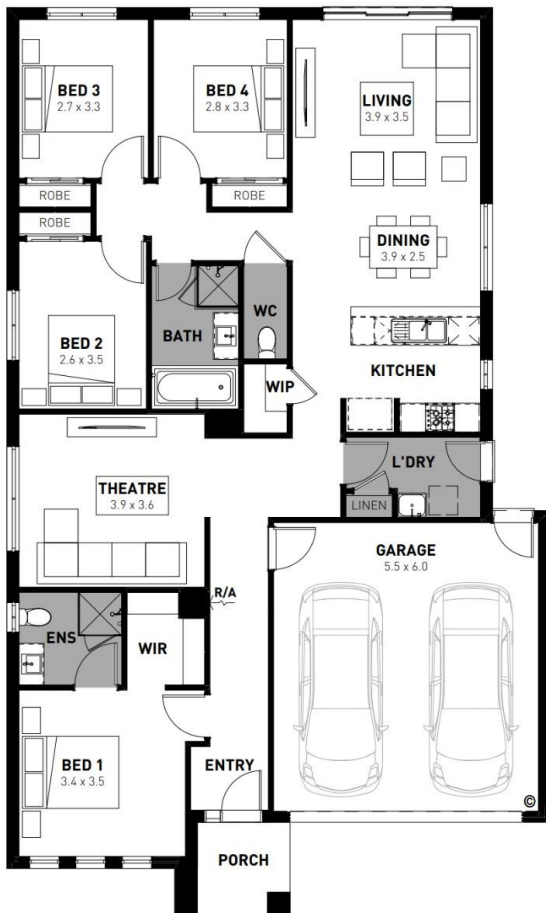 BED 3
2.7 x 3.3
BED 4
2.8 x 3.3
LIVING
3.9 x 3.5
ROBE
ROBE
ROBE
DINING
3.9 x 2.5
WC
BATH
BED 2
2.6 x 3.5
KITCHEN
WIP
L'DRY
THEATRE
3.9 x 3.6
LINEN
GARAGE
5.5 x 6.0
R/A
ENS
WIR
BED 1
3.4 x 3.5
ENTRY
©
PORCH